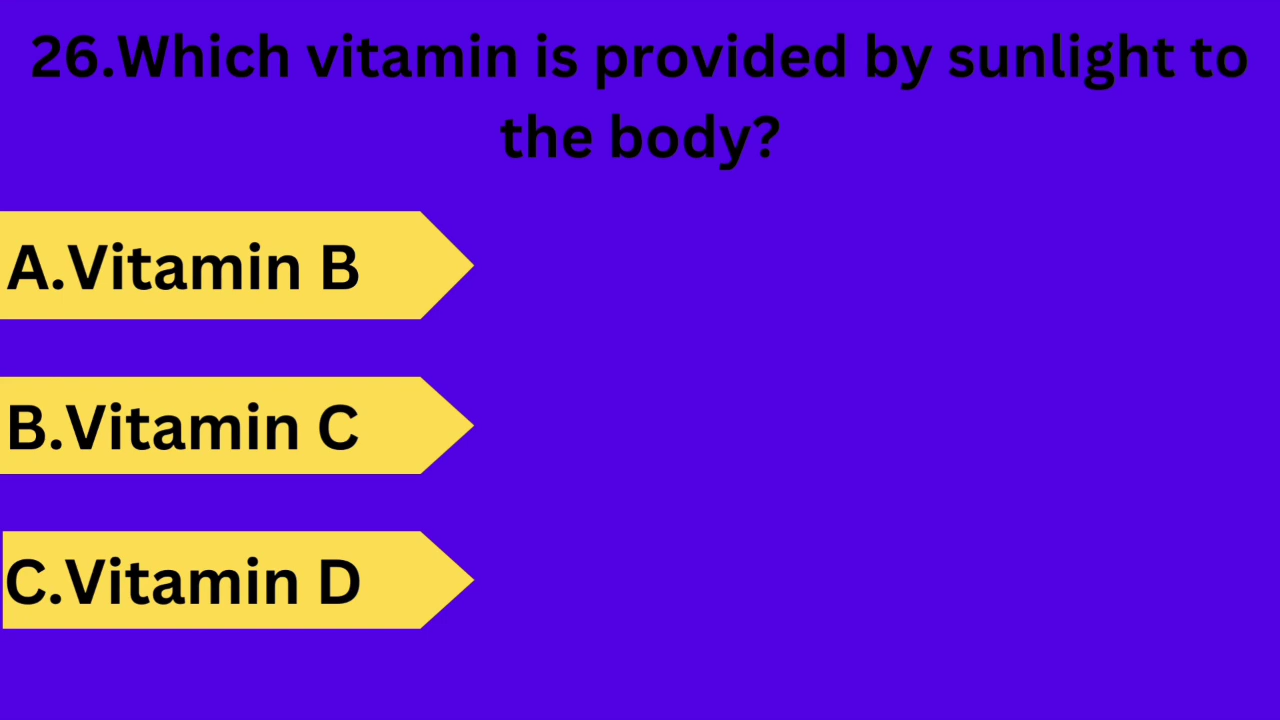 26.Which vitamin is provided by sunlight to
the body?
A.Vitamin B
B.Vitamin C
C.Vitamin D